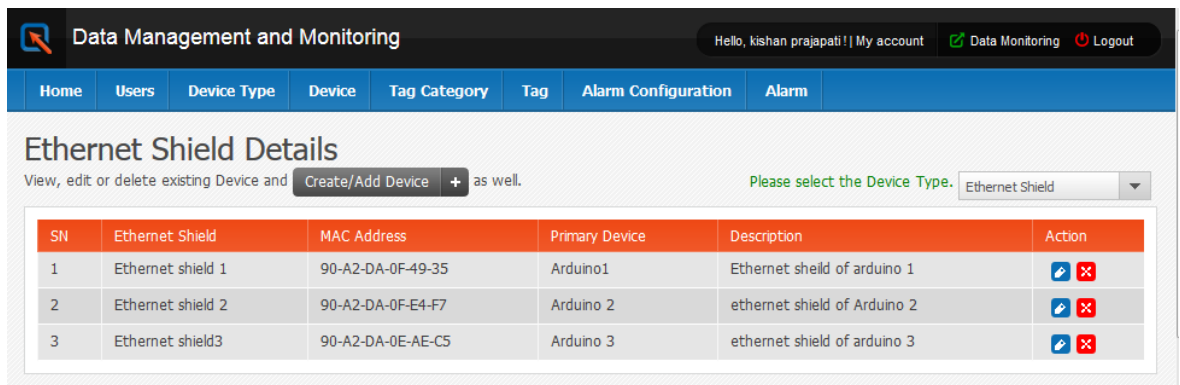 Data Management and Monitoring
Hello, kishan prajapati ! | My account Data Monitoring Logout
Home Users Device Type Device Tag Category Tag Alarm Configuration Alarm
Ethernet Shield Details
View, edit or delete existing Device and Create/Add Device + as well. Please select the Device Type. Ethernet Shield
SN Ethernet Shield MAC Address Primary Device Description Action
1 Ethernet shield 1 90-A2-DA-0F-49-35 Arduino1 Ethernet sheild of arduino 1
2 Ethernet shield 2 90-A2-DA-0F-E4-F7 Arduino 2 ethernet shield of Arduino 2
3 Ethernet shield3 90-A2-DA-0E-AE-C5 Arduino 3 ethernet shield of arduino 3